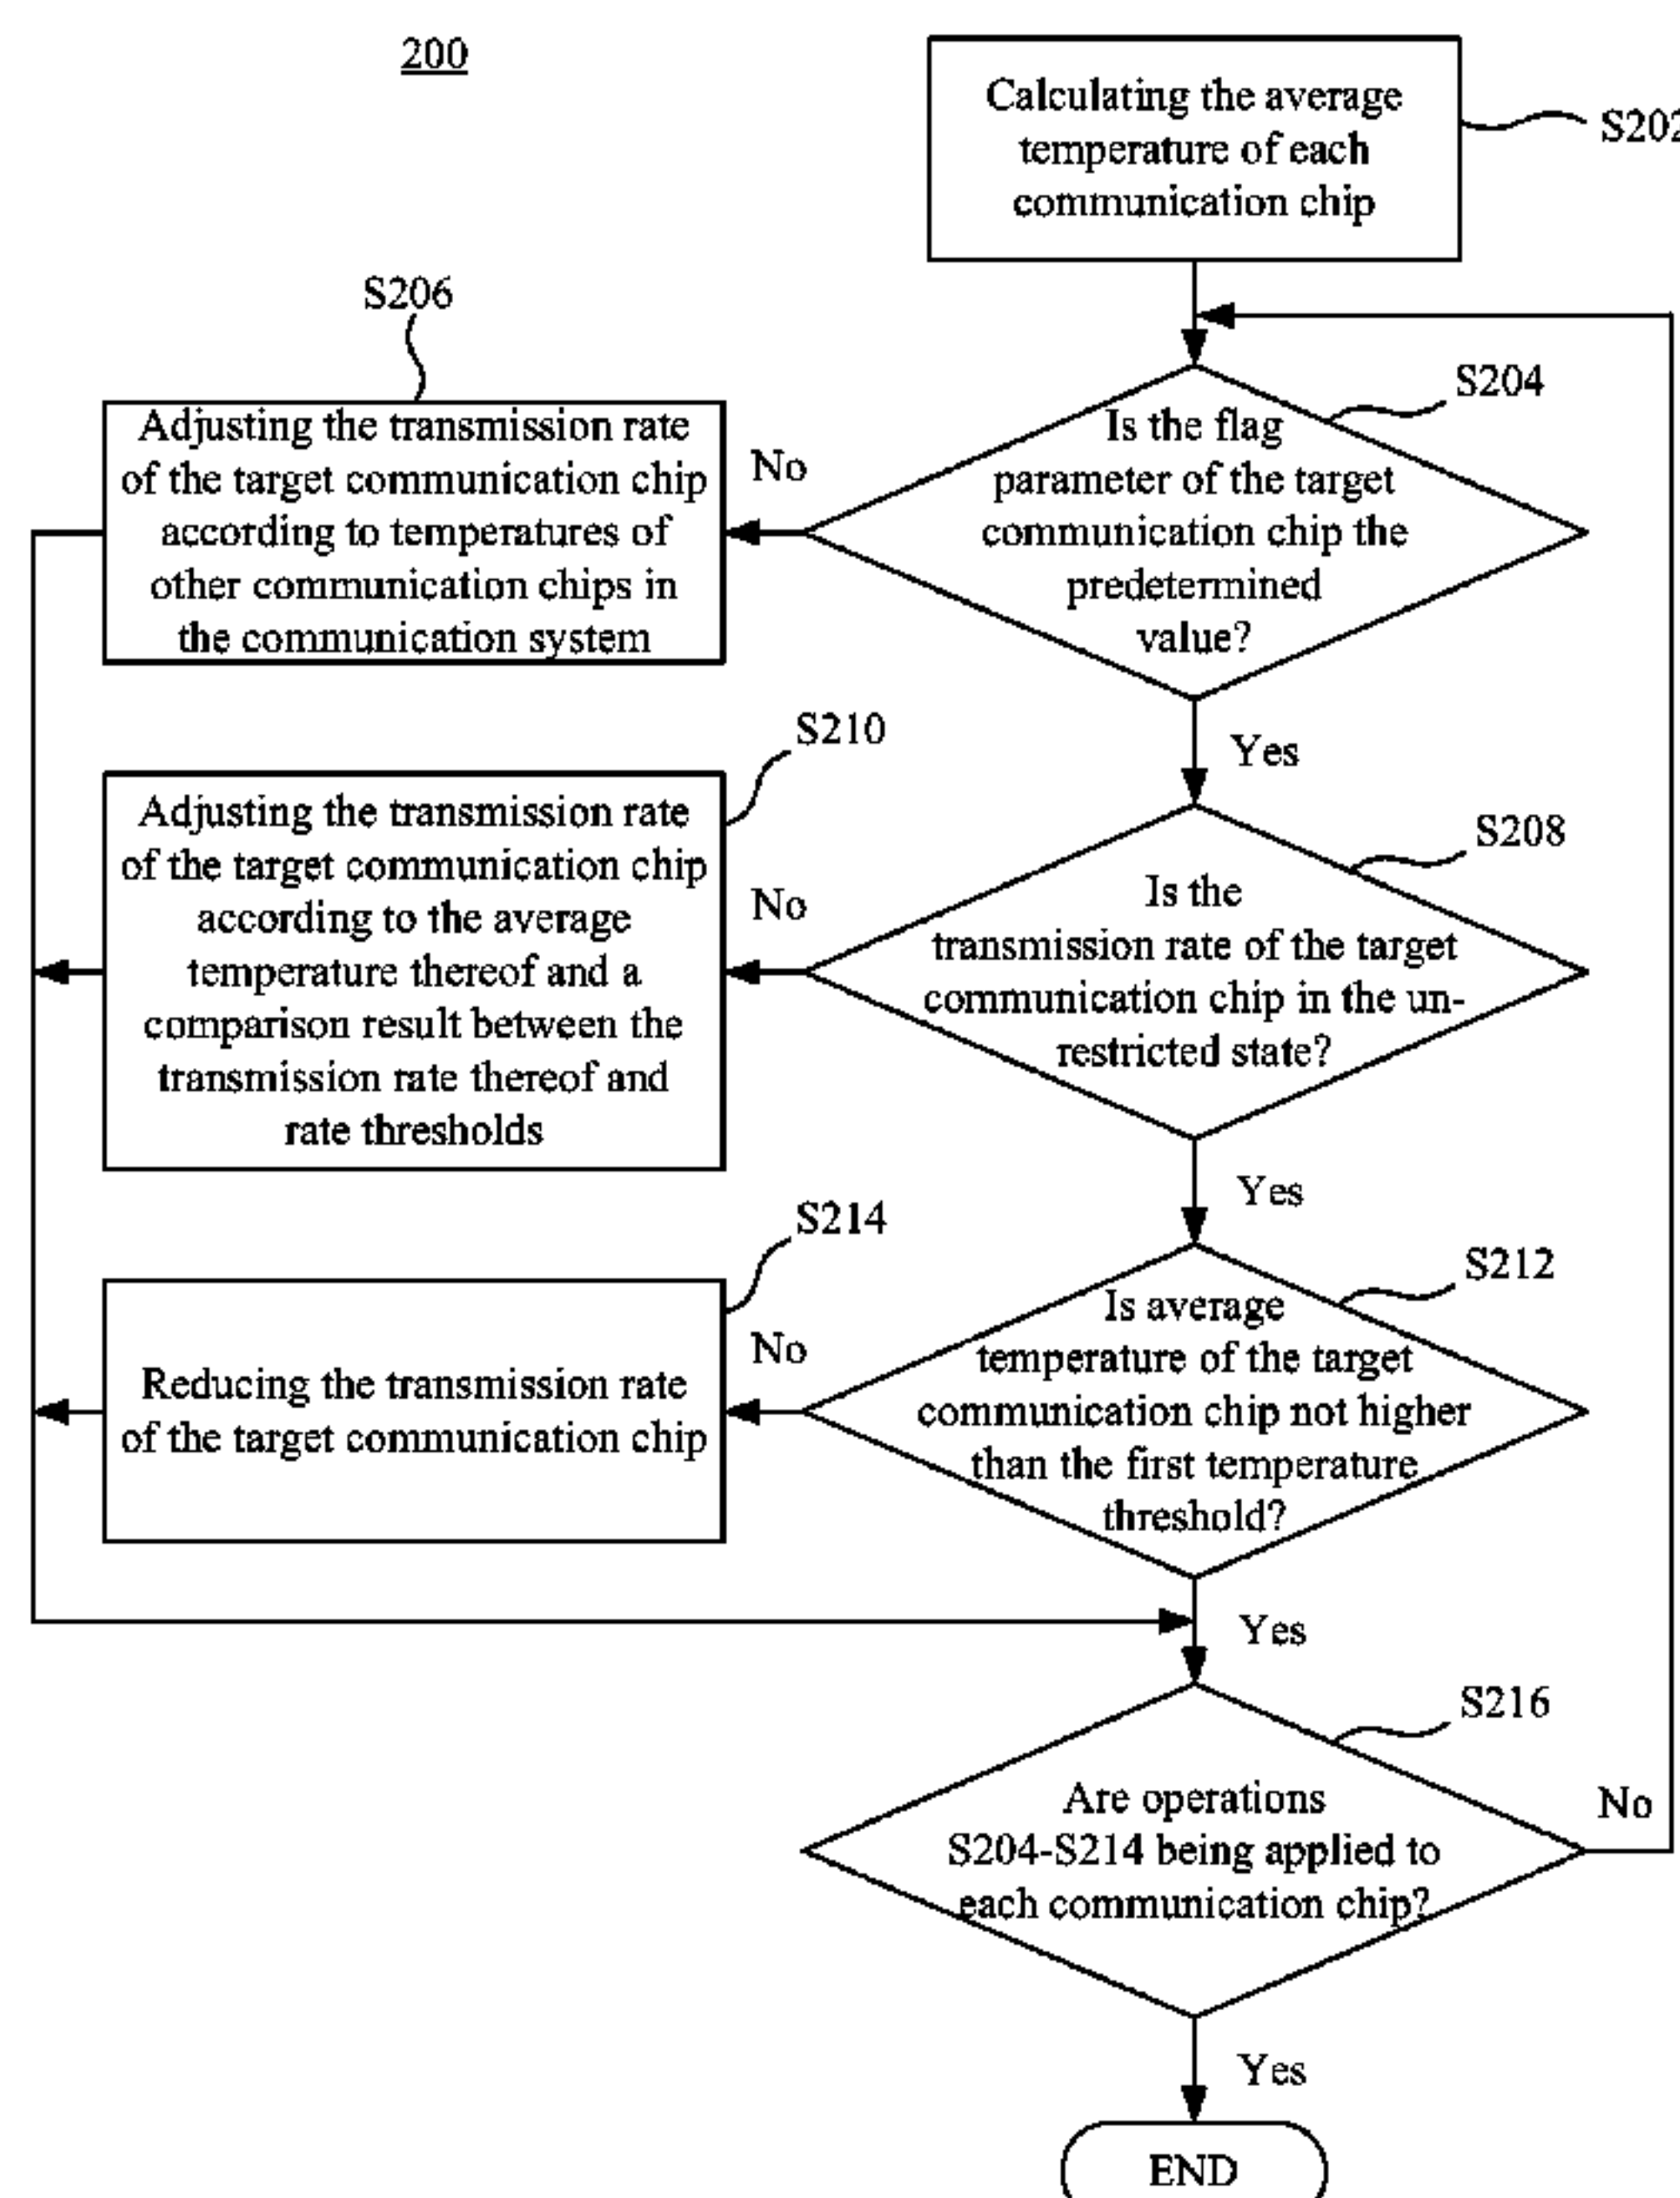 200
Calculating the average
temperature of each
communication chip
S202
S204
Is the flag
parameter of the target
communication chip the
predetermined
value?
No
Yes
S206
Adjusting the transmission rate
of the target communication chip
according to temperatures of
other communication chips in
the communication system
S208
Is the
transmission rate of the target
communication chip in the un-
restricted state?
No
Yes
S210
Adjusting the transmission rate
of the target communication chip
according to the average
temperature thereof and a
comparison result between the
transmission rate thereof and
rate thresholds
S212
Is average
temperature of the target
communication chip not higher
than the first temperature
threshold?
No
Yes
S214
Reducing the transmission rate
of the target communication chip
S216
Are operations
S204-S214 being applied to
each communication chip?
No
Yes
END